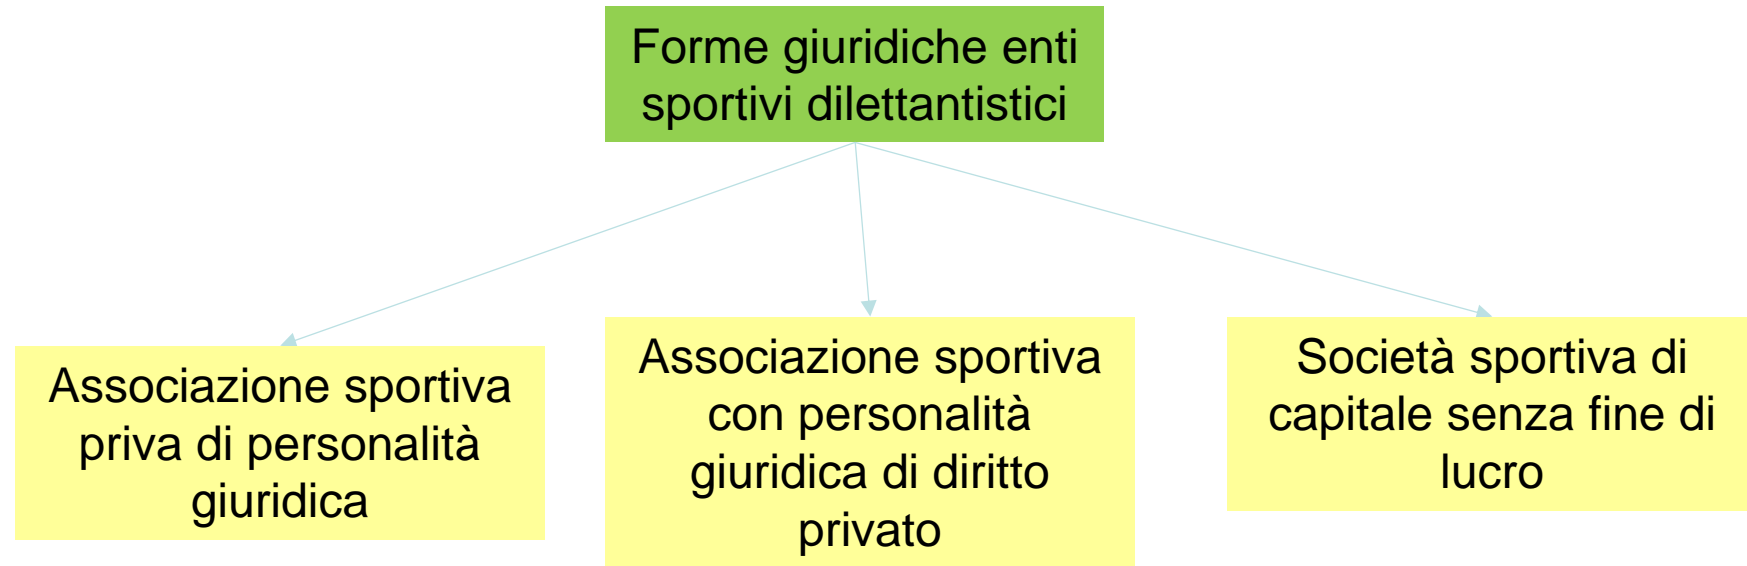 Forme giuridiche enti
sportivi dilettantistici
Associazione sportiva
priva di personalità
giuridica
Associazione sportiva
con personalità
giuridica di diritto
privato
Società sportiva di
capitale senza fine di
lucro